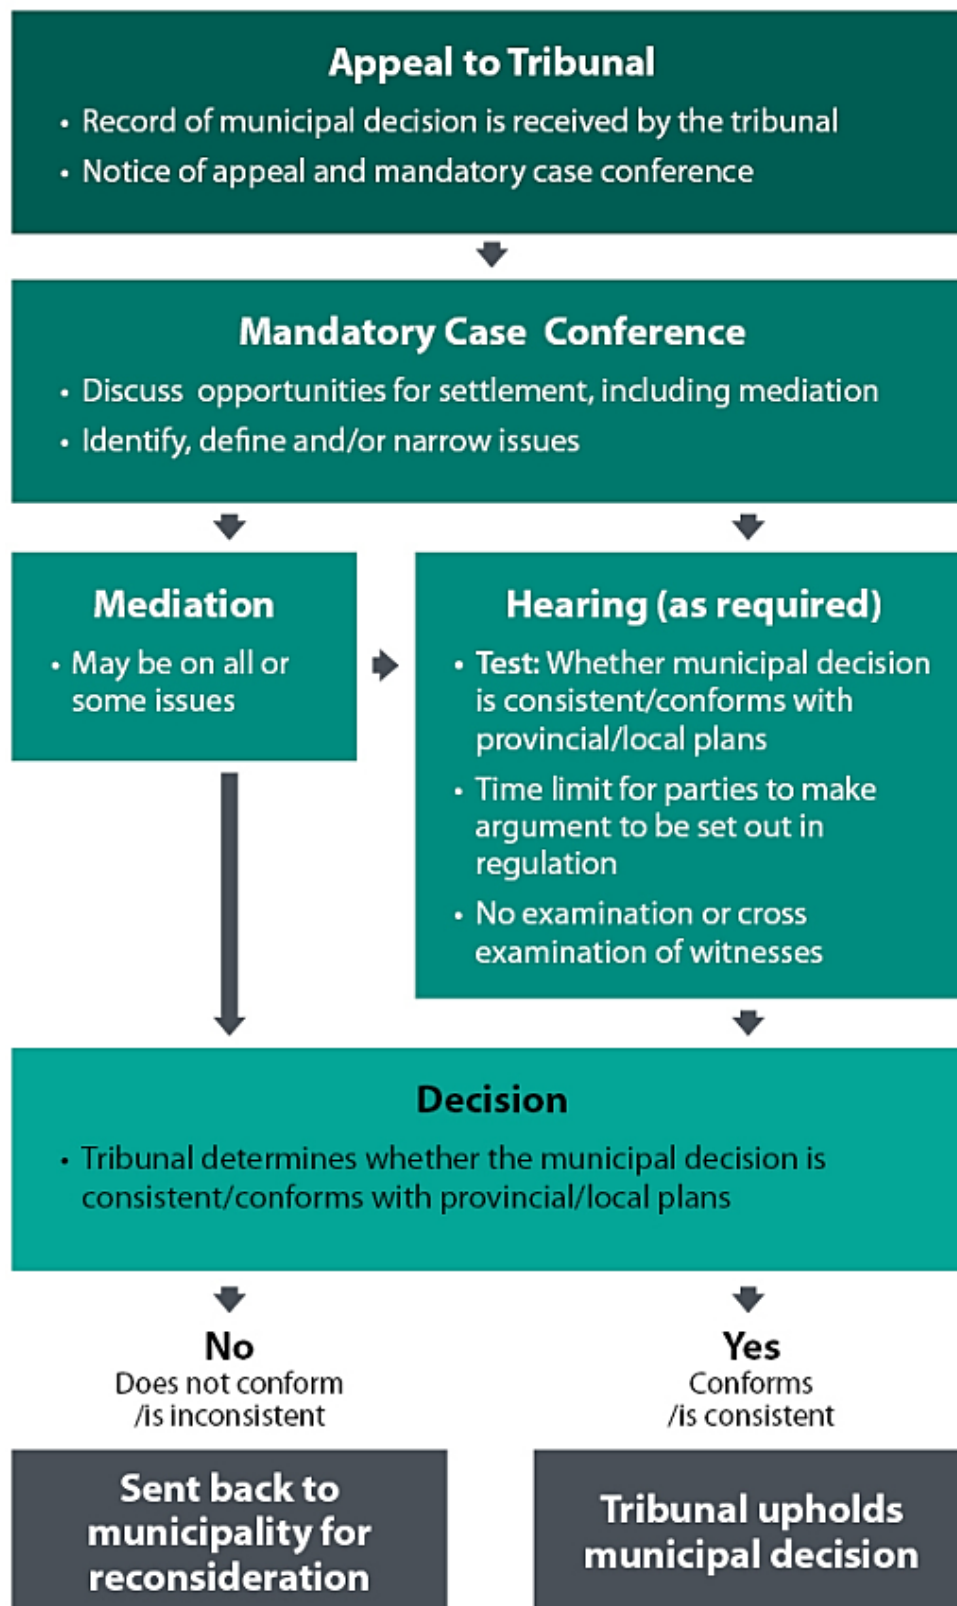 Appeal to Tribunal
• Record of municipal decision is received by the tribunal
• Notice of appeal and mandatory case conference
Mandatory Case Conference
• Discuss opportunities for settlement, including mediation
• Identify, define and/or narrow issues
Mediation
• May be on all or
some issues
Hearing (as required)
• Test: Whether municipal decision
is consistent/conforms with
provincial/local plans
• Time limit for parties to make
argument to be set out in
regulation
• No examination or cross
examination of witnesses
Decision
• Tribunal determines whether the municipal decision is
consistent/conforms with provincial/local plans
No
Does not conform
/is inconsistent
Sent back to
municipality for
reconsideration
Yes
Conforms
/is consistent
Tribunal upholds
municipal decision